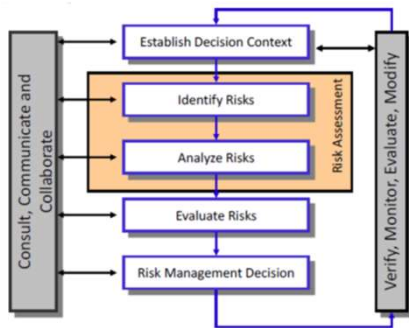 Establish Decision Context
Identify Risks
Analyze Risks
Risk Assessment
Evaluate Risks
Risk Management Decision
Consult, Communicate and
Collaborate
Verify, Monitor, Evaluate, Modify